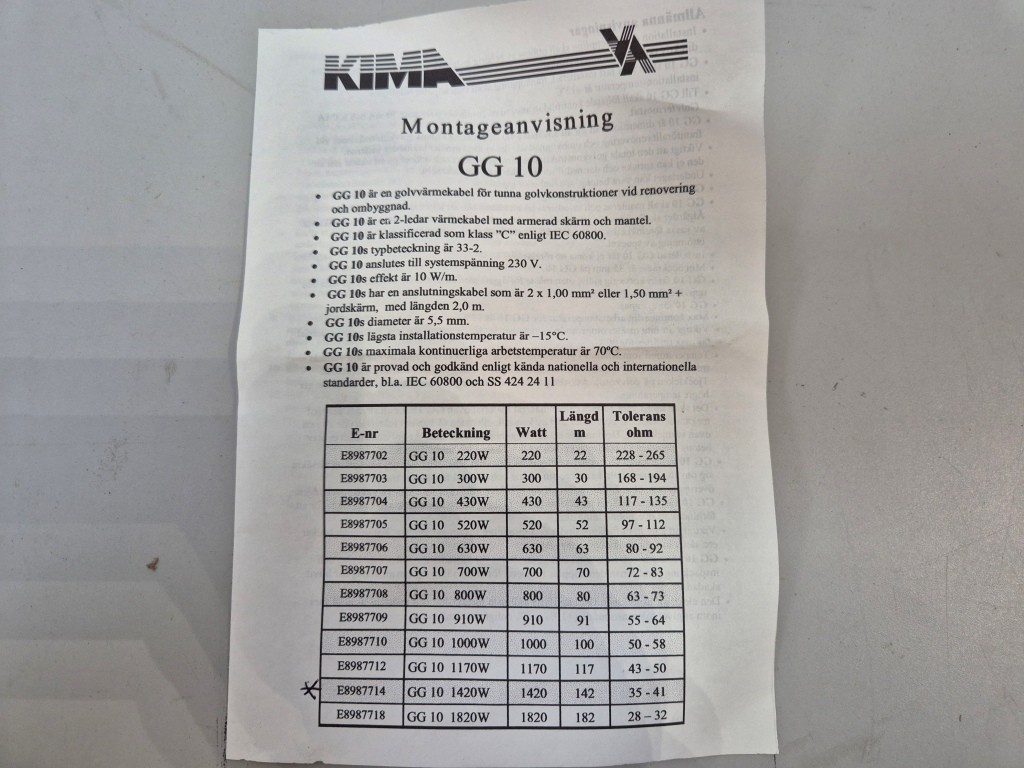 KIMA
Montageanvisning
GG 10
• GG 10 är en golvvärmekabel för tunna golvkonstruktioner vid renovering
och ombyggnad.
• GG 10 är en 2-ledar värmekabel med armerad skärm och mantel.
• GG 10 är klassificerad som klass "C" enligt IEC 60800.
• GG 10s typbeteckning är 33-2.
• GG 10 anslutes till systemspänning 230 V.
• GG 10s effekt är 10 W/m.
• GG 10s har en anslutningskabel som är 2 x 1,00 mm² eller 1,50 mm² +
jordskärm, med längden 2,0 m.
• GG 10s diameter är 5,5 mm.
• GG 10s lägsta installationstemperatur är –15°C.
• GG 10s maximala kontinuerliga arbetstemperatur är 70°C.
• GG 10 är provad och godkänd enligt kända nationella och internationella
standarder, bl.a. IEC 60800 och SS 424 24 11
E-nr Beteckning Watt Längd m Tolerans ohm
E8987702 GG 10 220W 220 22 228 - 265
E8987703 GG 10 300W 300 30 168 - 194
E8987704 GG 10 430W 430 43 117 - 135
E8987705 GG 10 520W 520 52 97 - 112
E8987706 GG 10 630W 630 63 80 - 92
E8987707 GG 10 700W 700 70 72 - 83
E8987708 GG 10 800W 800 80 63 - 73
E8987709 GG 10 910W 910 91 55 - 64
E8987710 GG 10 1000W 1000 100 50 - 58
E8987712 GG 10 1170W 1170 117 43 - 50
E8987714 GG 10 1420W 1420 142 35 - 41
E8987718 GG 10 1820W 1820 182 28 – 32